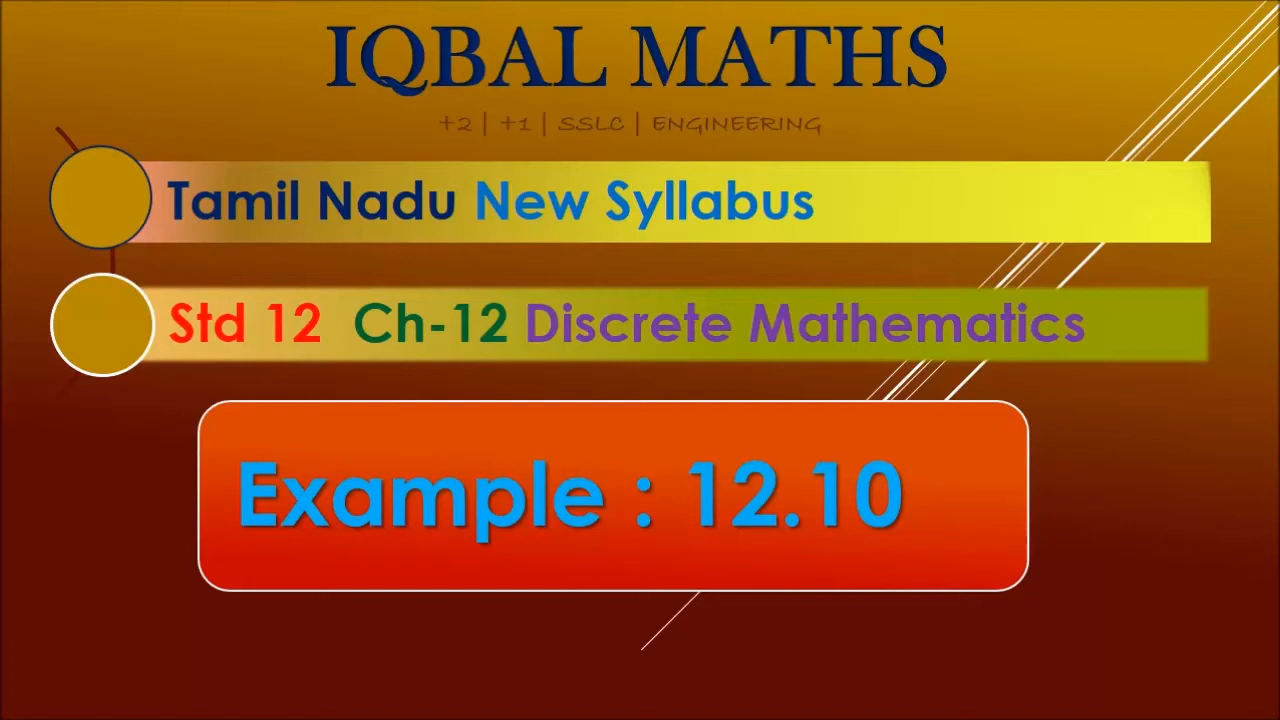 IQBAL MATHS
+2 | +1 | SSLC | ENGINEERING
Tamil Nadu New Syllabus
Std 12 Ch-12 Discrete Mathematics
Example : 12.10